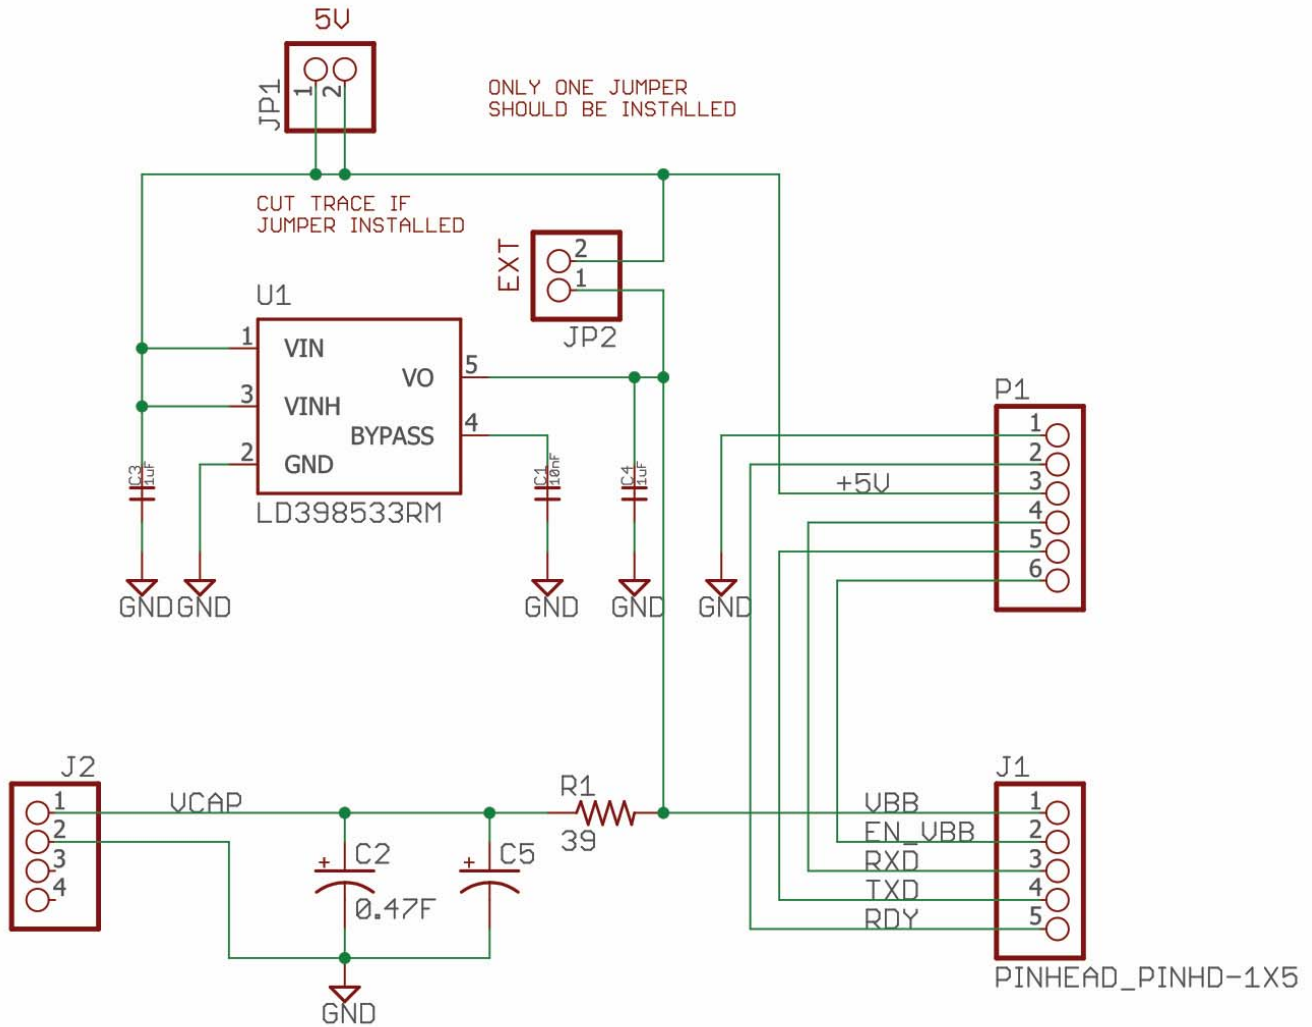 5V
JP1
1
2
ONLY ONE JUMPER
SHOULD BE INSTALLED
CUT TRACE IF
JUMPER INSTALLED
EXT
2
1
JP2
U1
1
VIN
3
VINH
2
GND
VO
5
BYPASS
4
LD398533RM
C3
1uF
C1
10nF
C4
1uF
GND
GND
GND
GND
GND
P1
1
2
+5V
3
4
5
6
J2
1
2
3
4
VCAP
R1
39
+
C2
0.47F
+
C5
GND
J1
VBB
1
EN_VBB
2
RXD
3
TXD
4
RDY
5
PINHEAD_PINHD-1X5